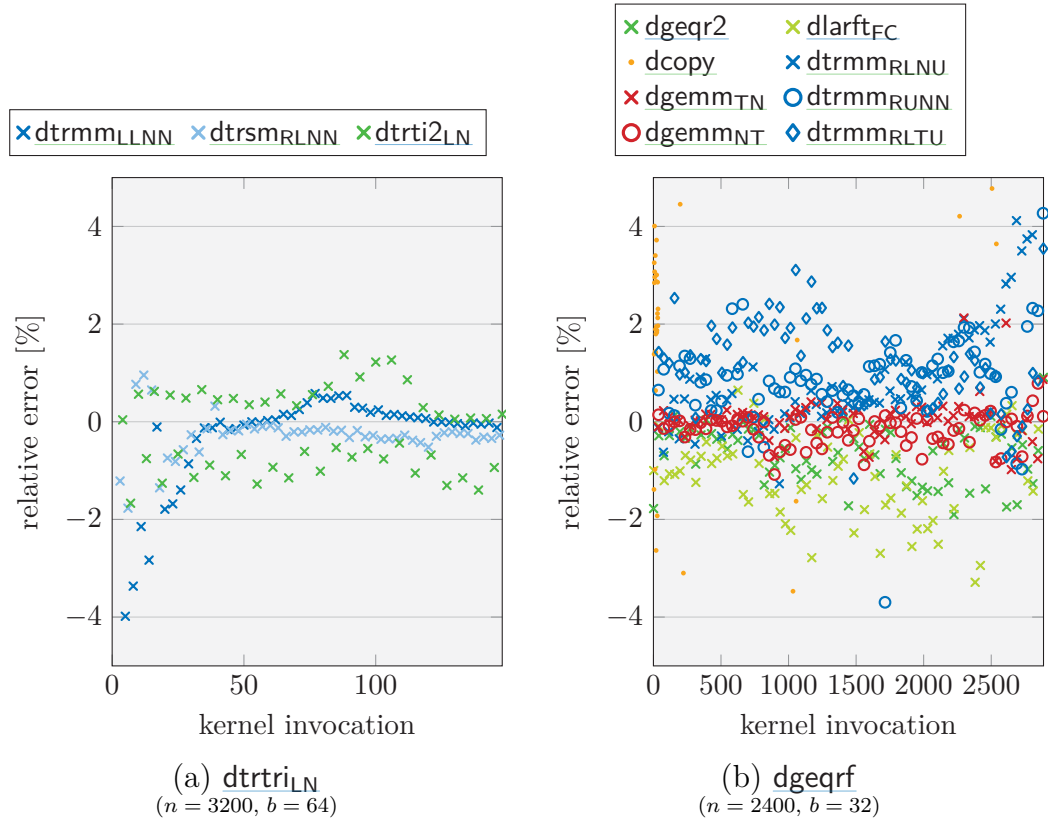 dtrmm_LLNN dtrsm_RLNN dtrti2_LN
4
2
0
−2
−4
relative error [%]
0 50 100
kernel invocation
(a) dtrtri_LN
(n = 3200, b = 64)
dgeqr2 dlarft_FC
dcopy dtrmm_RLNU
dgemm_TN dtrmm_RUNN
dgemm_NT dtrmm_RLTU
4
2
0
−2
−4
relative error [%]
0 500 1000 1500 2000 2500
kernel invocation
(b) dgeqrf
(n = 2400, b = 32)